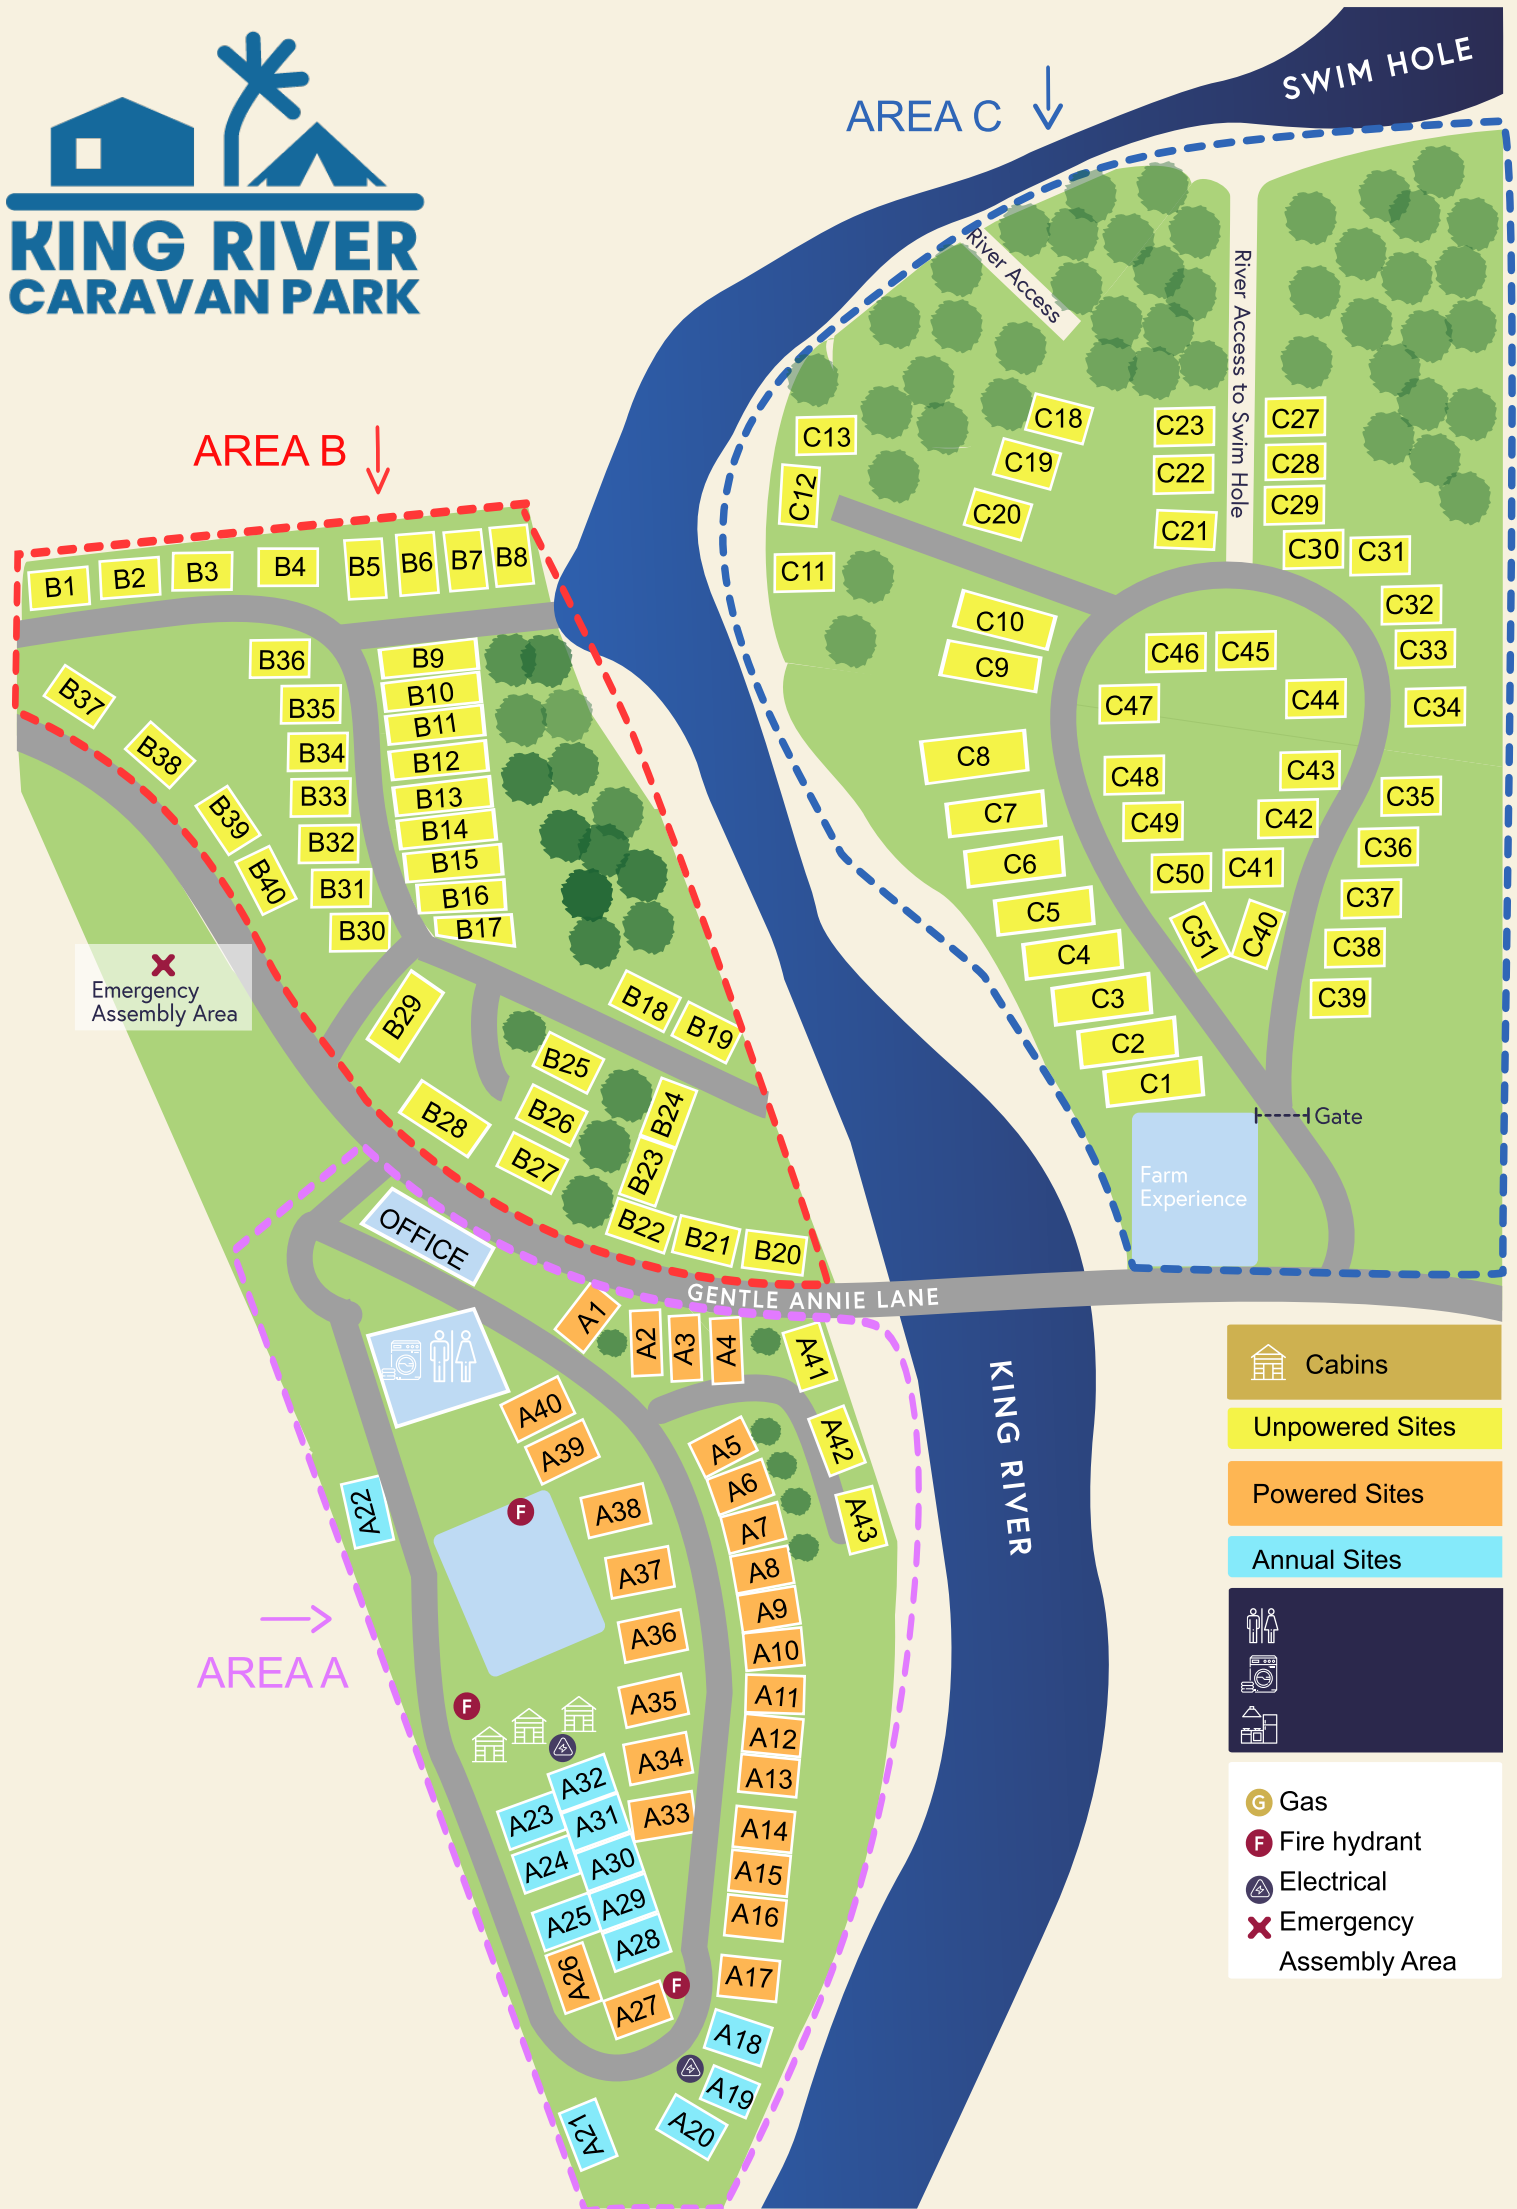 KING RIVER
CARAVAN PARK
SWIM HOLE
AREA C
River Access
River Access to Swim Hole
C13
C12
C11
C18
C19
C20
C23
C22
C21
C27
C28
C29
C30
C31
C32
C33
C34
C10
C9
C8
C7
C6
C5
C4
C3
C2
C1
C46
C45
C47
C44
C48
C43
C49
C42
C50
C41
C51
C40
C35
C36
C37
C38
C39
Gate
Farm
Experience
AREA B
B1
B2
B3
B4
B5
B6
B7
B8
B36
B35
B34
B33
B32
B31
B30
B9
B10
B11
B12
B13
B14
B15
B16
B17
B37
B38
B39
B40
Emergency
Assembly Area
B29
B28
B18
B19
B25
B26
B27
B24
B23
B22
B21
B20
OFFICE
GENTLE ANNIE LANE
KING RIVER
A1
A2
A3
A4
A41
A42
A43
A40
A39
A38
A37
A36
A35
A34
A33
A5
A6
A7
A8
A9
A10
A11
A12
A13
A14
A15
A16
A17
A18
A19
A20
A21
A22
F
AREA A
F
A32
A23
A31
A24
A30
A25
A29
A28
A26
A27
F
Cabins
Unpowered Sites
Powered Sites
Annual Sites
G Gas
F Fire hydrant
Electrical
Emergency
Assembly Area